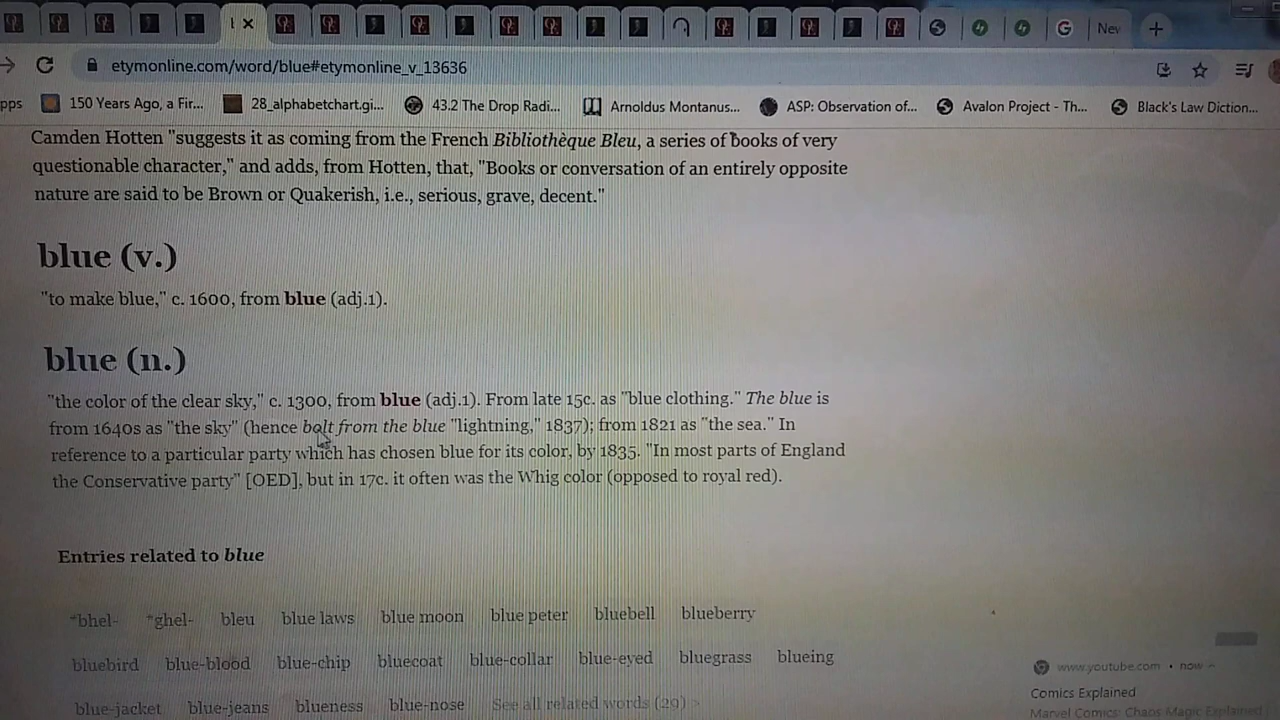 New
etymonline.com/word/blue#etymonline_v_13636
pps 150 Years Ago, a Fir... 28_alphabetchart.gi... 43.2 The Drop Radi... Arnoldus Montanus... ASP: Observation of... Avalon Project - Th... Black's Law Diction...
Camden Hotten "suggests it as coming from the French Bibliothèque Bleu, a series of books of very
questionable character," and adds, from Hotten, that, "Books or conversation of an entirely opposite
nature are said to be Brown or Quakerish, i.e., serious, grave, decent."
blue (v.)
"to make blue," c. 1600, from blue (adj.1).
blue (n.)
"the color of the clear sky," c. 1300, from blue (adj.1). From late 15c. as "blue clothing." The blue is
from 1640s as "the sky" (hence bolt from the blue "lightning," 1837); from 1821 as "the sea." In
reference to a particular party which has chosen blue for its color, by 1835. "In most parts of England
the Conservative party" [OED], but in 17c. it often was the Whig color (opposed to royal red).
Entries related to blue
*bhel- *ghel- bleu blue laws blue moon blue peter bluebell blueberry
bluebird blue-blood blue-chip bluecoat blue-collar blue-eyed bluegrass blueing
blue-jacket blue-jeans blueness blue-nose See all related words (29) >
www.youtube.com • now
Comics Explained
Marvel Comics: Chaos Magic Explained